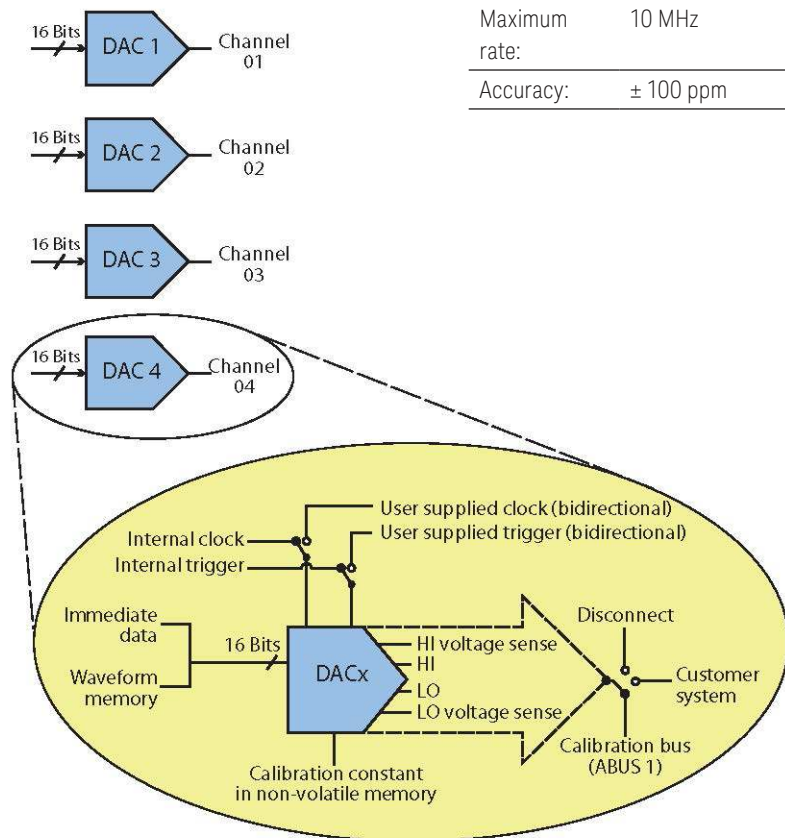 Maximum rate: 10 MHz
Accuracy: ± 100 ppm
16 Bits
DAC 1
Channel
01
16 Bits
DAC 2
Channel
02
16 Bits
DAC 3
Channel
03
16 Bits
DAC 4
Channel
04
User supplied clock (bidirectional)
Internal clock
User supplied trigger (bidirectional)
Internal trigger
Immediate
data
Waveform
memory
16 Bits
DACx
HI voltage sense
HI
LO
LO voltage sense
Disconnect
Customer
system
Calibration bus
(ABUS 1)
Calibration constant
in non-volatile memory